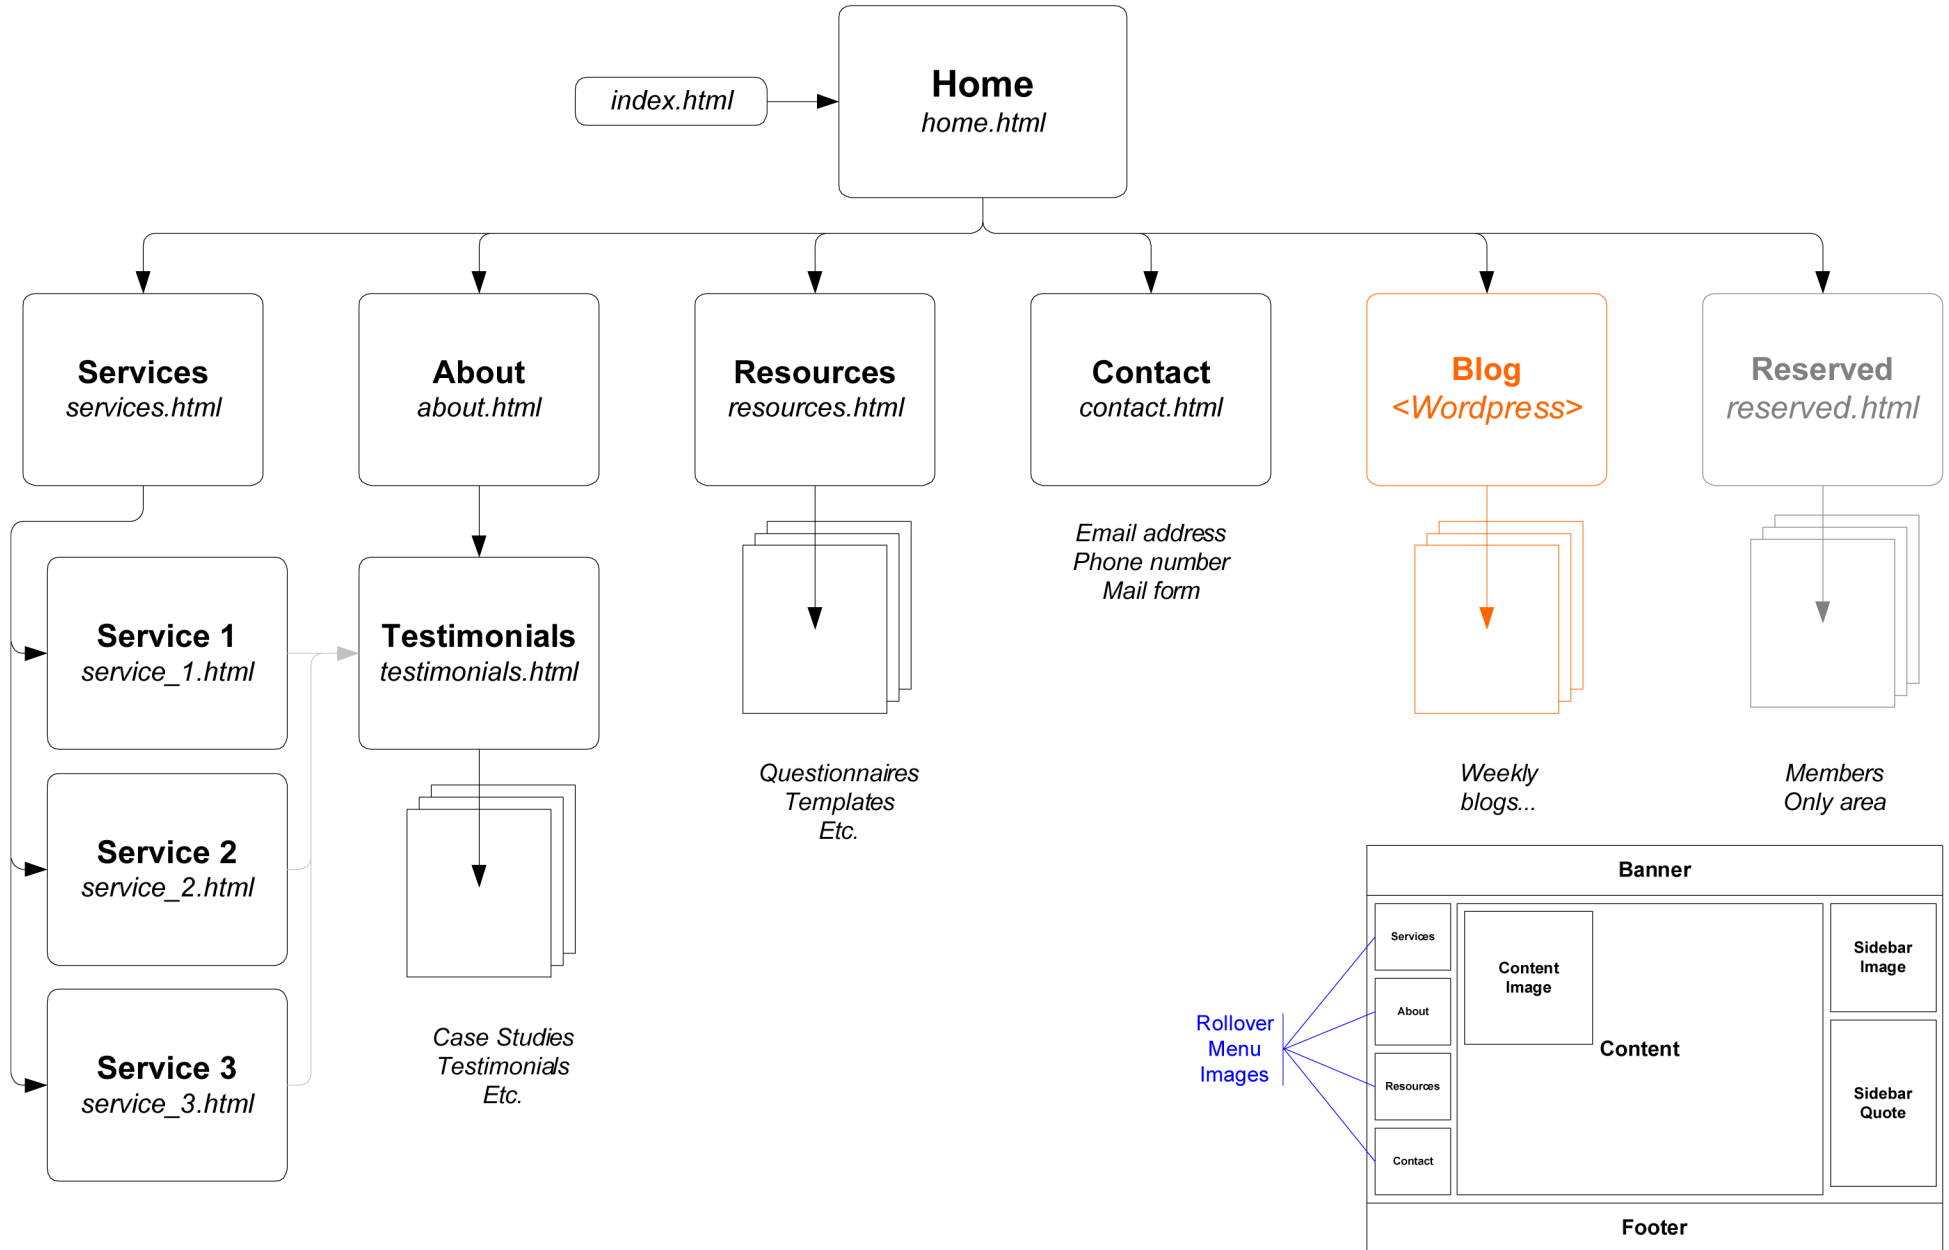 Home
index.html
home.html
Services
services.html
About
about.html
Resources
resources.html
Contact
contact.html
Blog
<Wordpress>
Reserved
reserved.html
Email address
Phone number
Mail form
Service 1
service_1.html
Testimonials
testimonials.html
Questionnaires
Templates
Etc.
Weekly
blogs...
Members
Only area
Service 2
service_2.html
Service 3
service_3.html
Case Studies
Testimonials
Etc.
Banner
Services
About
Resources
Contact
Content
Image
Content
Sidebar
Image
Sidebar
Quote
Rollover
Menu
Images
Footer